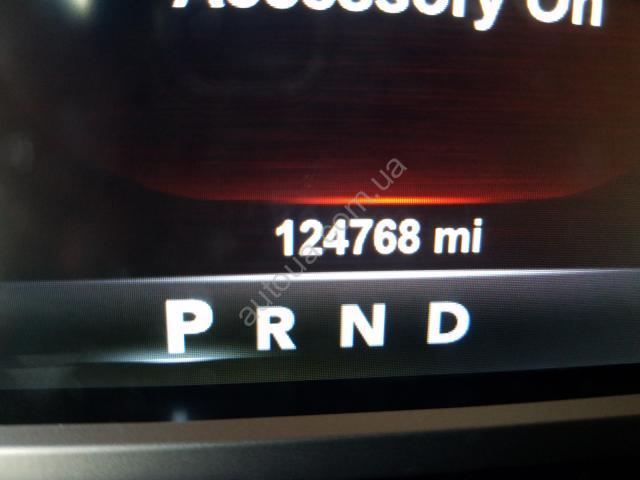 Accessory On
124768 mi
P R N D
autoua.com.ua